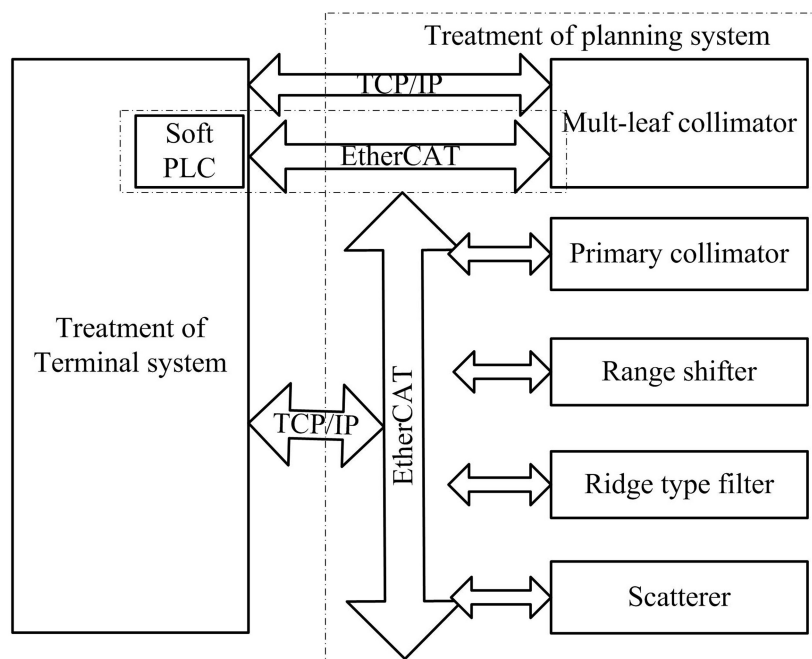 Treatment of planning system
TCP/IP
Mult-leaf collimator
Soft
PLC
EtherCAT
Primary collimator
Treatment of
Terminal system
Range shifter
TCP/IP
EtherCAT
Ridge type filter
Scatterer